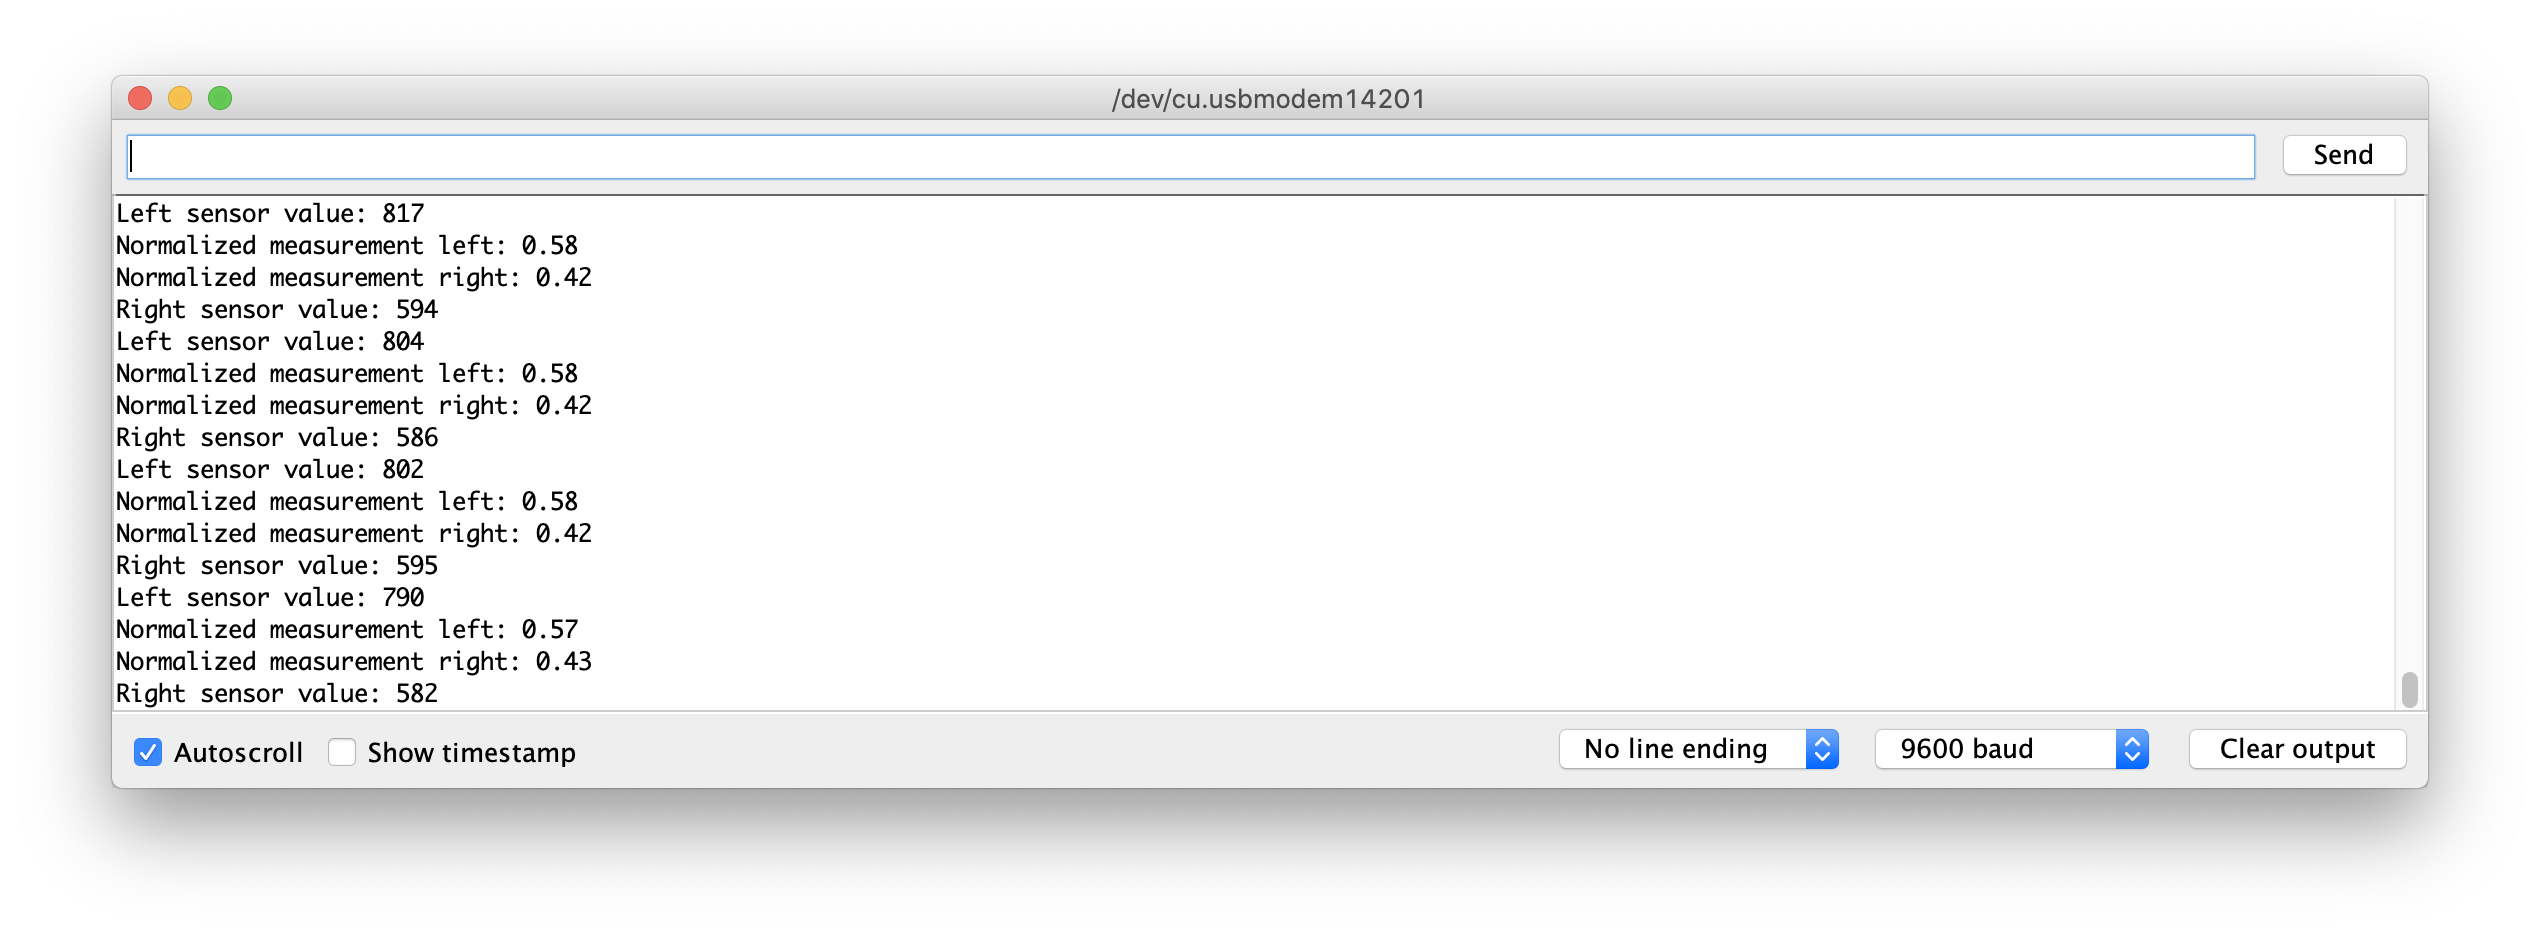 /dev/cu.usbmodem14201
Send
Left sensor value: 817
Normalized measurement left: 0.58
Normalized measurement right: 0.42
Right sensor value: 594
Left sensor value: 804
Normalized measurement left: 0.58
Normalized measurement right: 0.42
Right sensor value: 586
Left sensor value: 802
Normalized measurement left: 0.58
Normalized measurement right: 0.42
Right sensor value: 595
Left sensor value: 790
Normalized measurement left: 0.57
Normalized measurement right: 0.43
Right sensor value: 582
Autoscroll Show timestamp No line ending 9600 baud Clear output